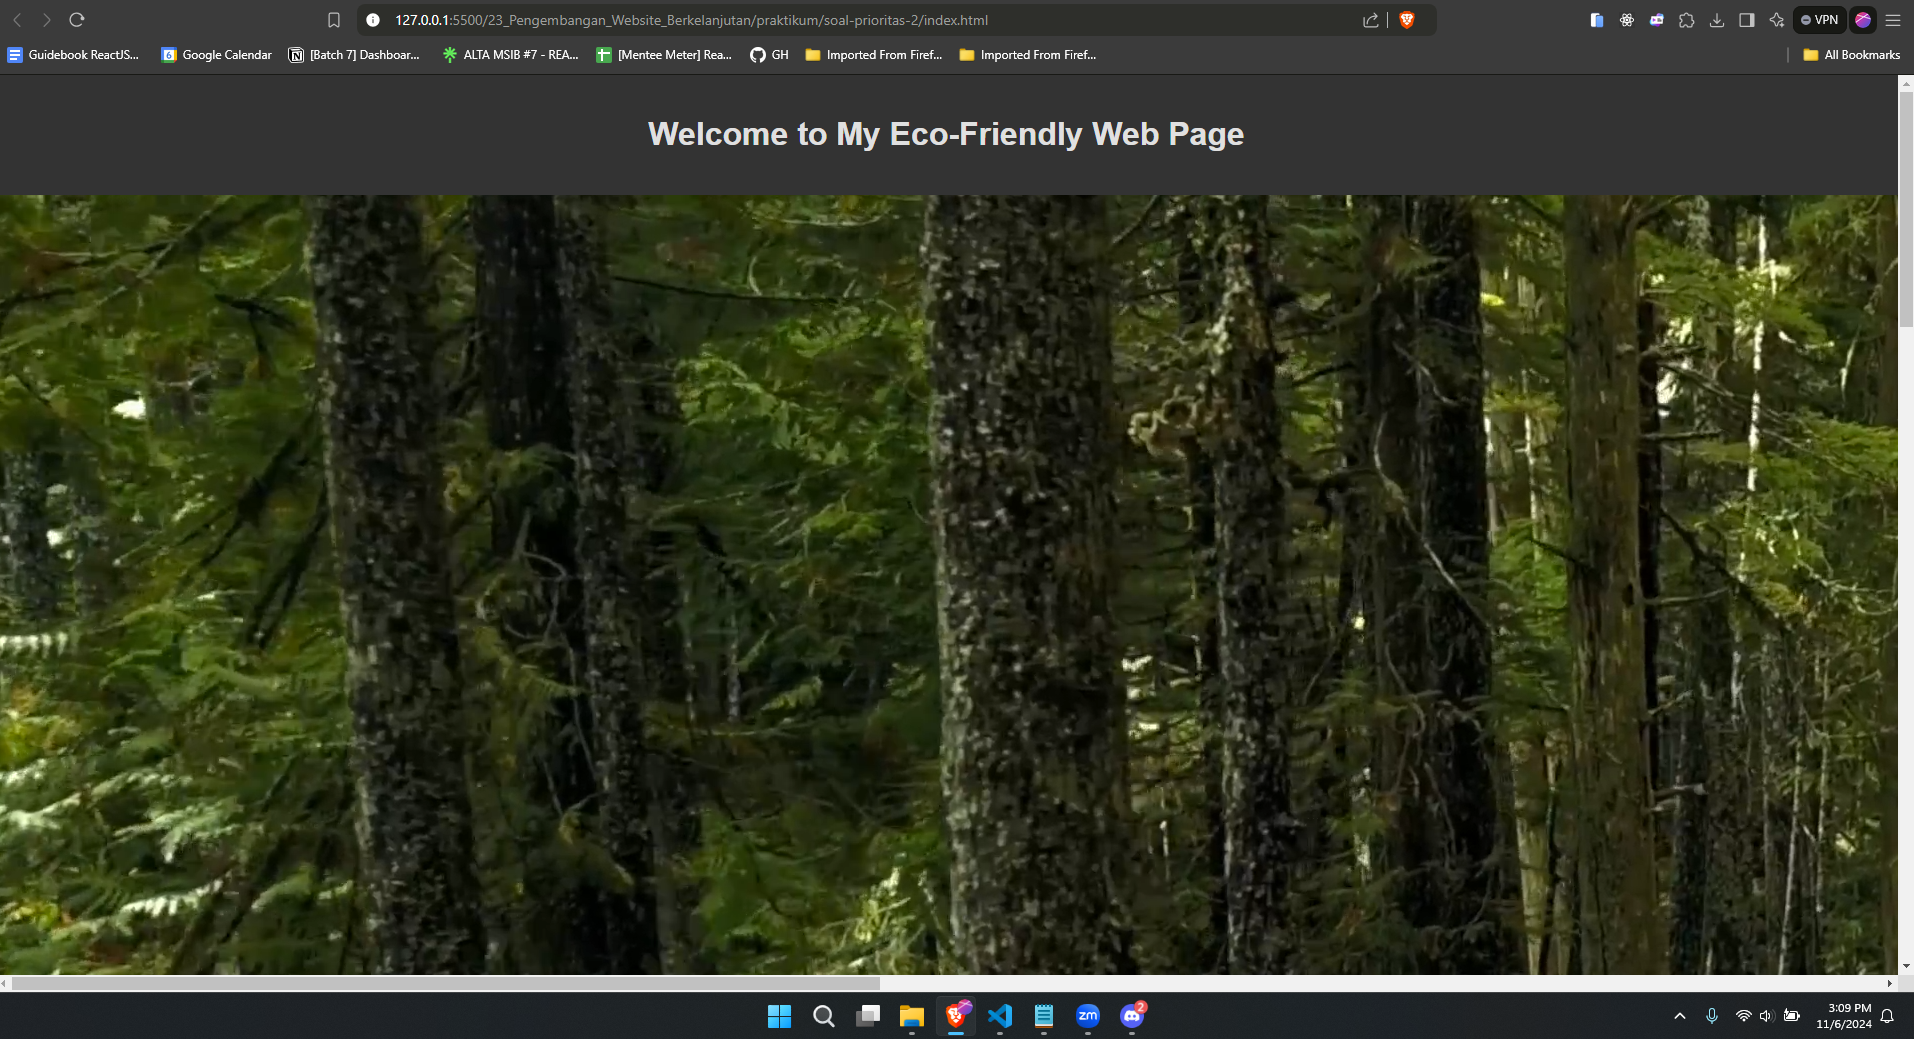 127.0.0.1:5500/23_Pengembangan_Website_Berkelanjutan/praktikum/soal-prioritas-2/index.html
VPN
Guidebook ReactJS...
6
Google Calendar
[Batch 7] Dashboar...
ALTA MSIB #7 - REA...
[Mentee Meter] Rea...
GH
Imported From Firef...
Imported From Firef...
All Bookmarks
Welcome to My Eco-Friendly Web Page
zm
2
3:09 PM
11/6/2024